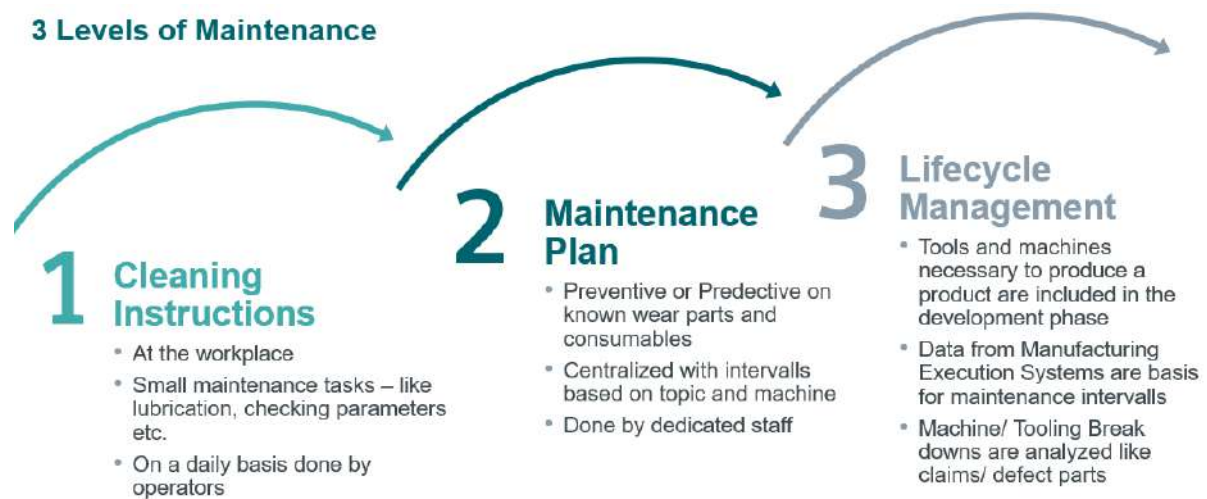 3 Levels of Maintenance
1
Cleaning
Instructions
• At the workplace
• Small maintenance tasks – like
lubrication, checking parameters
etc.
• On a daily basis done by
operators
2
Maintenance
Plan
• Preventive or Predective on
known wear parts and
consumables
• Centralized with intervalls
based on topic and machine
• Done by dedicated staff
3
Lifecycle
Management
• Tools and machines
necessary to produce a
product are included in the
development phase
• Data from Manufacturing
Execution Systems are basis
for maintenance intervalls
• Machine/ Tooling Break
downs are analyzed like
claims/ defect parts